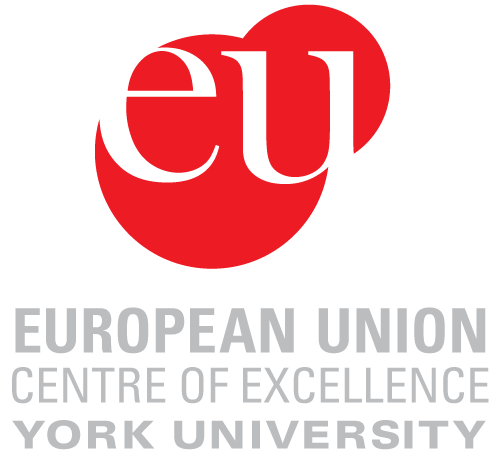 eu
EUROPEAN UNION
CENTRE OF EXCELLENCE
YORK UNIVERSITY